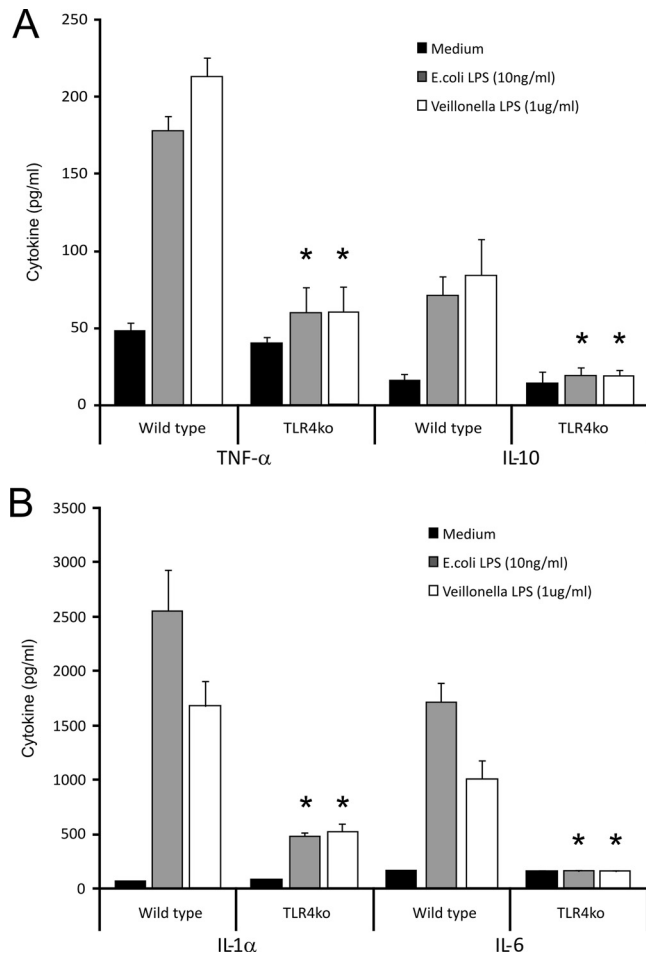 A
250
200
150
100
50
0
Cytokine (pg/ml)
Medium
E.coli LPS (10ng/ml)
Veillonella LPS (1ug/ml)
* * * *
Wild type TLR4ko Wild type TLR4ko
TNF-α IL-10
B
3500
3000
2500
2000
1500
1000
500
0
Cytokine (pg/ml)
Medium
E.coli LPS (10ng/ml)
Veillonella LPS (1ug/ml)
* * * *
Wild type TLR4ko Wild type TLR4ko
IL-1α IL-6